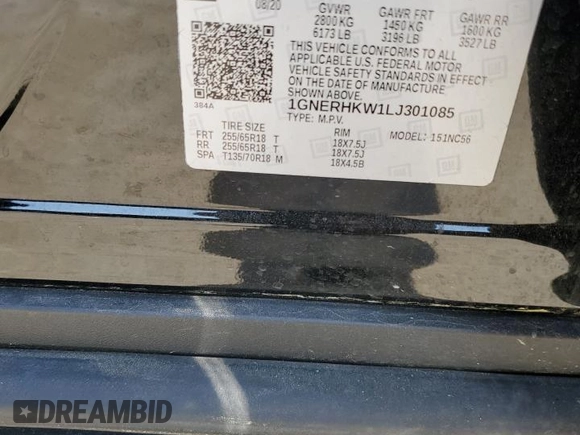 08/20 GVWR GAWR FRT GAWR RR
2800 KG 1450 KG 1600 KG
6173 LB 3196 LB 3527 LB
THIS VEHICLE CONFORMS TO ALL
APPLICABLE U.S. FEDERAL MOTOR
VEHICLE SAFETY STANDARDS IN EFFECT
ON THE DATE OF MANUFACTURE
SHOWN ABOVE.
384A
1GNERHKW1LJ301085
TYPE: M.P.V.
TIRE SIZE RIM MODEL: 151NC56
FRT 255/65R18 T 18X7.5J
RR 255/65R18 T 18X7.5J
SPA T135/70R18 M 18X4.5B
DREAMBID